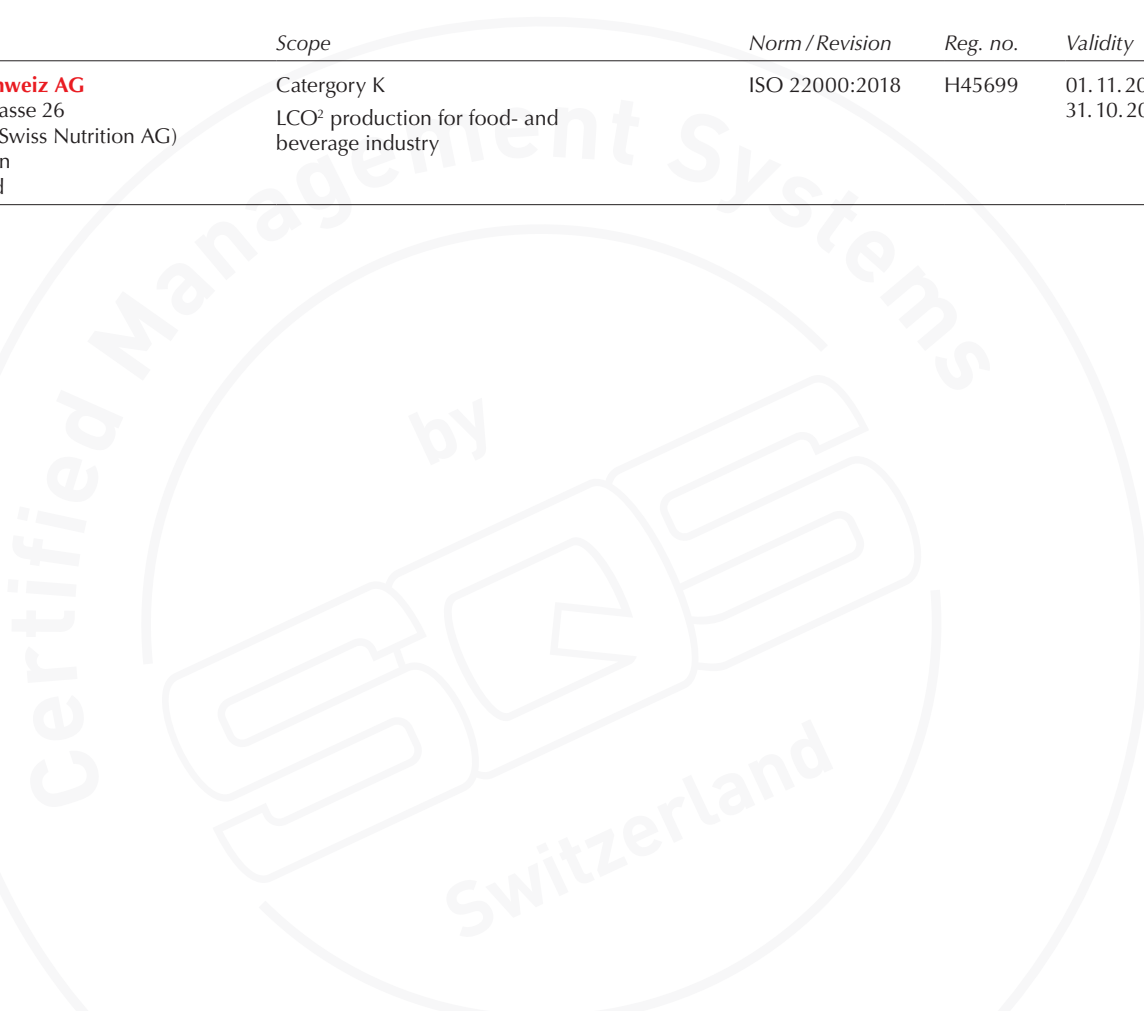 Scope Norm / Revision Reg. no. Validity
hweiz AG Catergory K ISO 22000:2018 H45699 01.11.20
asse 26 LCO² production for food- and 31.10.20
Swiss Nutrition AG) beverage industry
n
d
Certified Management Systems
by
SQS
Switzerland